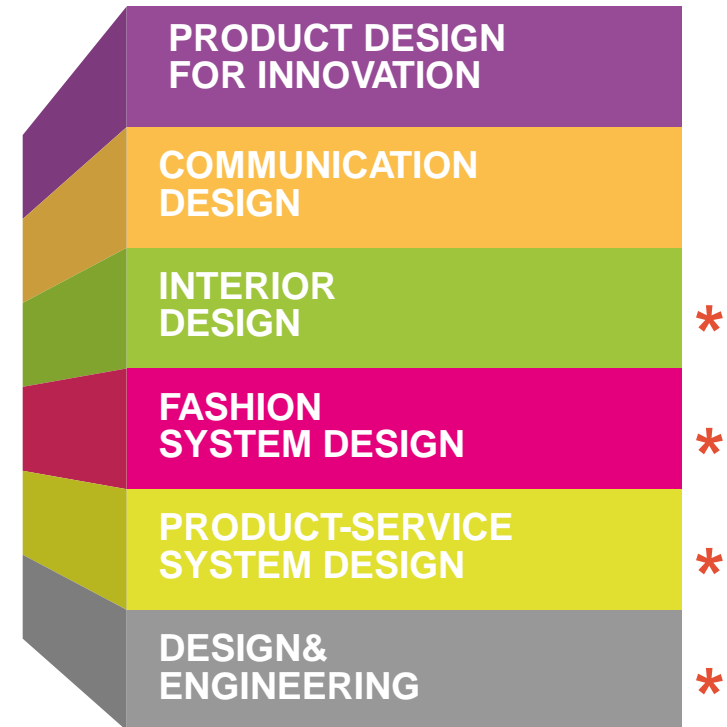 PRODUCT DESIGN
FOR INNOVATION
COMMUNICATION
DESIGN
INTERIOR
DESIGN
*
FASHION
SYSTEM DESIGN
*
PRODUCT-SERVICE
SYSTEM DESIGN
*
DESIGN&
ENGINEERING
*